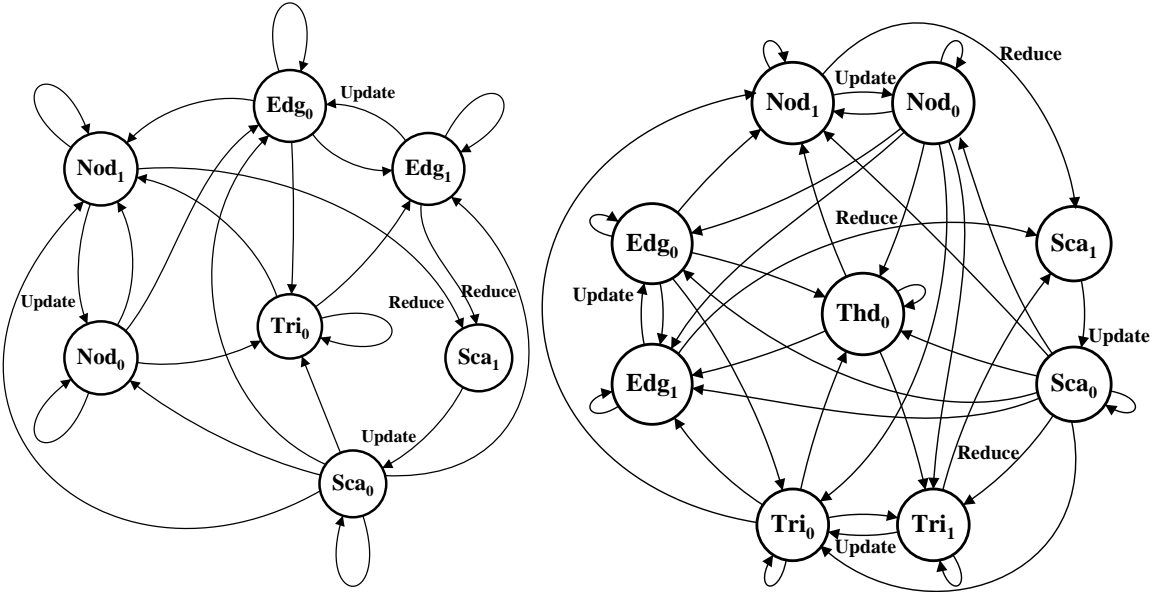 Edg0
Update
Nod1
Edg1
Update
Reduce
Reduce
Tri0
Nod0
Sca1
Update
Sca0
Reduce
Nod1
Update
Nod0
Reduce
Edg0
Sca1
Update
Thd0
Update
Edg1
Sca0
Reduce
Tri0
Tri1
Update